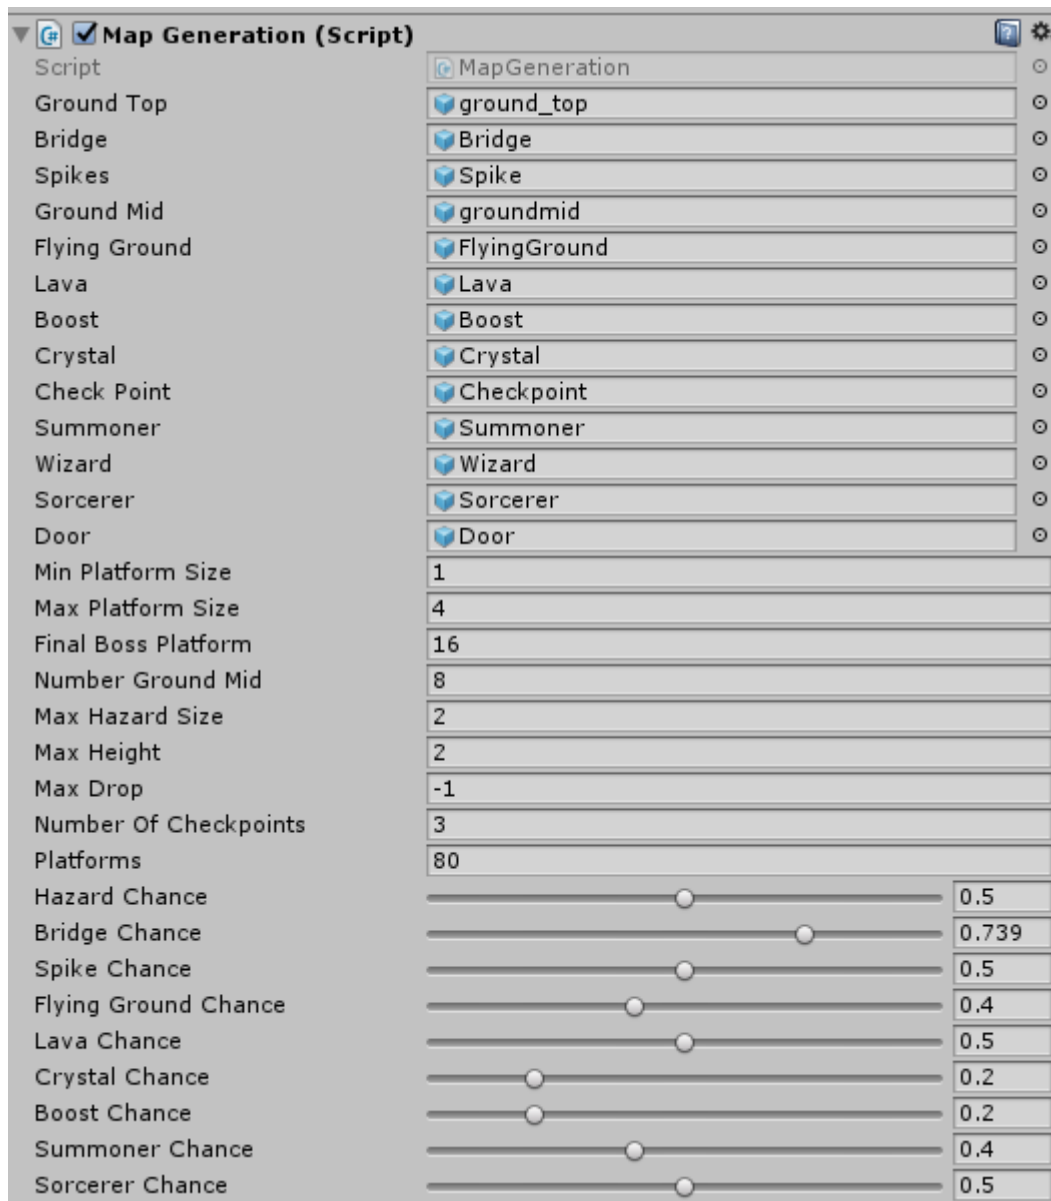 Map Generation (Script)
Script MapGeneration
Ground Top ground_top
Bridge Bridge
Spikes Spike
Ground Mid groundmid
Flying Ground FlyingGround
Lava Lava
Boost Boost
Crystal Crystal
Check Point Checkpoint
Summoner Summoner
Wizard Wizard
Sorcerer Sorcerer
Door Door
Min Platform Size 1
Max Platform Size 4
Final Boss Platform 16
Number Ground Mid 8
Max Hazard Size 2
Max Height 2
Max Drop -1
Number Of Checkpoints 3
Platforms 80
Hazard Chance 0.5
Bridge Chance 0.739
Spike Chance 0.5
Flying Ground Chance 0.4
Lava Chance 0.5
Crystal Chance 0.2
Boost Chance 0.2
Summoner Chance 0.4
Sorcerer Chance 0.5